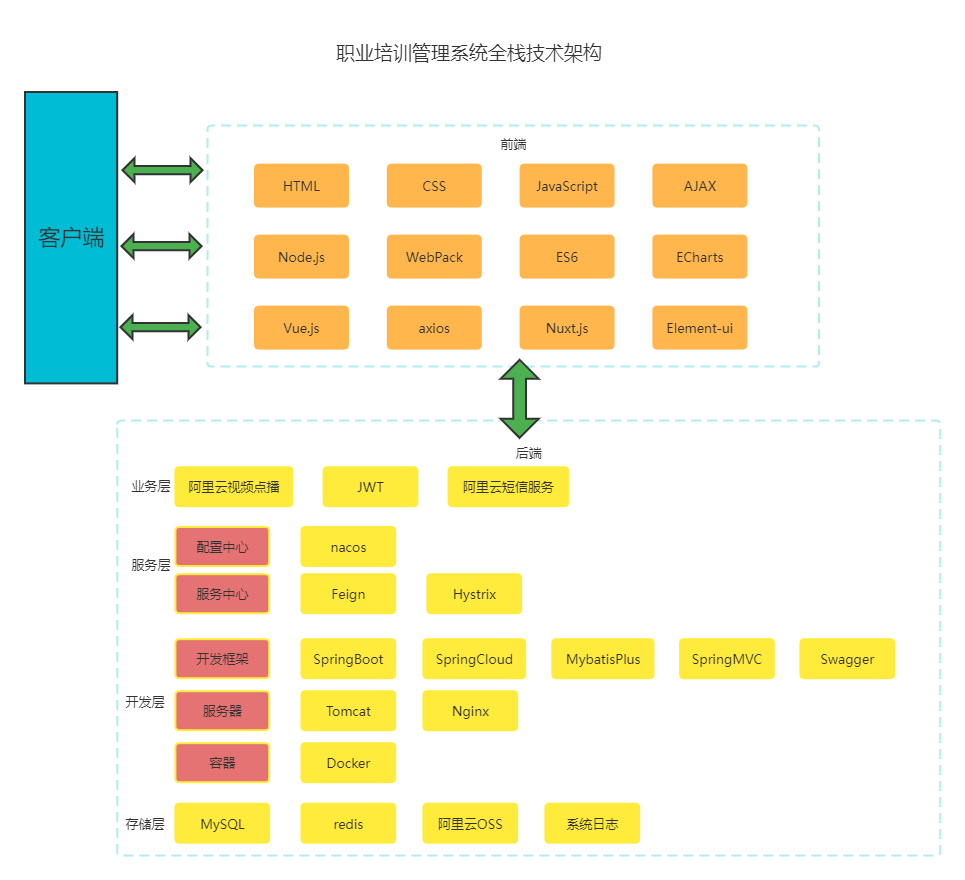 职业培训管理系统全栈技术架构
客户端
前端
HTML CSS JavaScript AJAX
Node.js WebPack ES6 ECharts
Vue.js axios Nuxt.js Element-ui
后端
业务层 阿里云视频点播 JWT 阿里云短信服务
服务层
配置中心 nacos
服务中心 Feign Hystrix
开发框架 SpringBoot SpringCloud MybatisPlus SpringMVC Swagger
开发层 服务器 Tomcat Nginx
容器 Docker
存储层 MySQL redis 阿里云OSS 系统日志